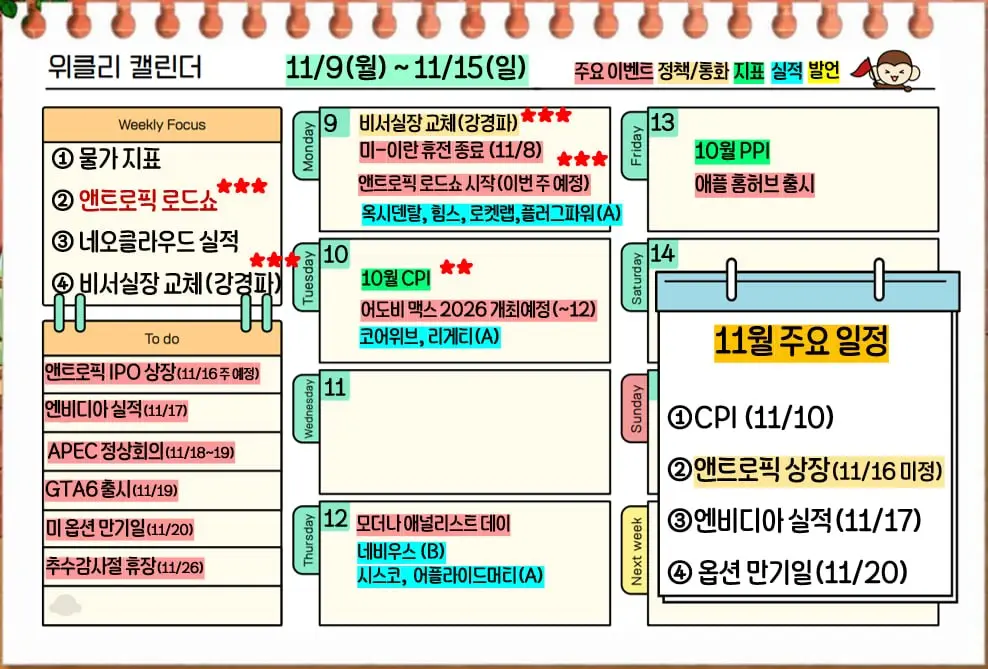 위클리 캘린더
11/9(월) ~ 11/15(일)
주요 이벤트 정책/통화 지표 실적 발언
Weekly Focus
① 물가 지표
② 앤트로픽 로드쇼
③ 네오클라우드 실적
④ 비서실장 교체(강경파)
To do
앤트로픽 IPO 상장(11/16 주 예정)
엔비디아 실적(11/17)
APEC 정상회의(11/18~19)
GTA6 출시(11/19)
미 옵션 만기일(11/20)
추수감사절 휴장(11/26)
Monday
9
비서실장 교체(강경파)
미-이란 휴전 종료 (11/8)
앤트로픽 로드쇼 시작(이번 주 예정)
옥시덴탈, 힘스, 로켓랩,플러그파워(A)
Tuesday
10
10월 CPI
어도비 맥스 2026 개최예정(~12)
코어위브, 리게티(A)
Wednesday
11
Thursday
12
모더나 애널리스트 데이
네비우스 (B)
시스코, 어플라이드머티(A)
Friday
13
10월 PPI
애플 홈허브 출시
Saturday
14
Sunday
Next week
11월 주요 일정
①CPI (11/10)
②앤트로픽 상장(11/16 미정)
③엔비디아 실적(11/17)
④ 옵션 만기일(11/20)